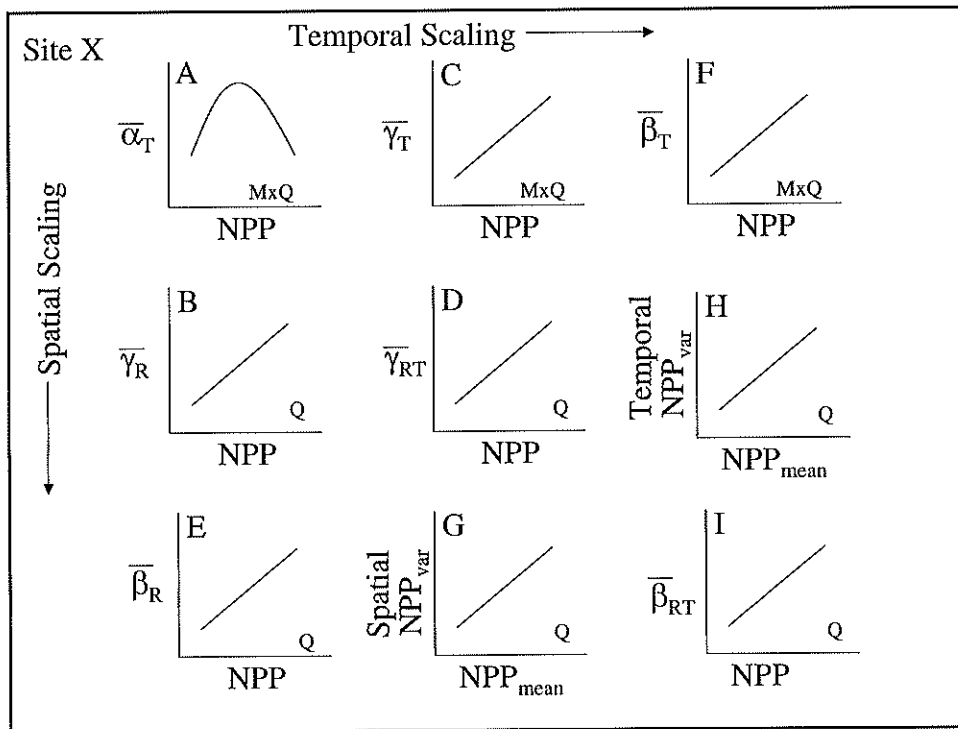 Site X
Temporal Scaling
Spatial Scaling
A
α̅T
MxQ
NPP
C
γ̅T
MxQ
NPP
F
β̅T
MxQ
NPP
B
γ̅R
Q
NPP
D
γ̅RT
Q
NPP
H
Temporal
NPPvar
Q
NPPmean
E
β̅R
Q
NPP
G
Spatial
NPPvar
Q
NPPmean
I
β̅RT
Q
NPP